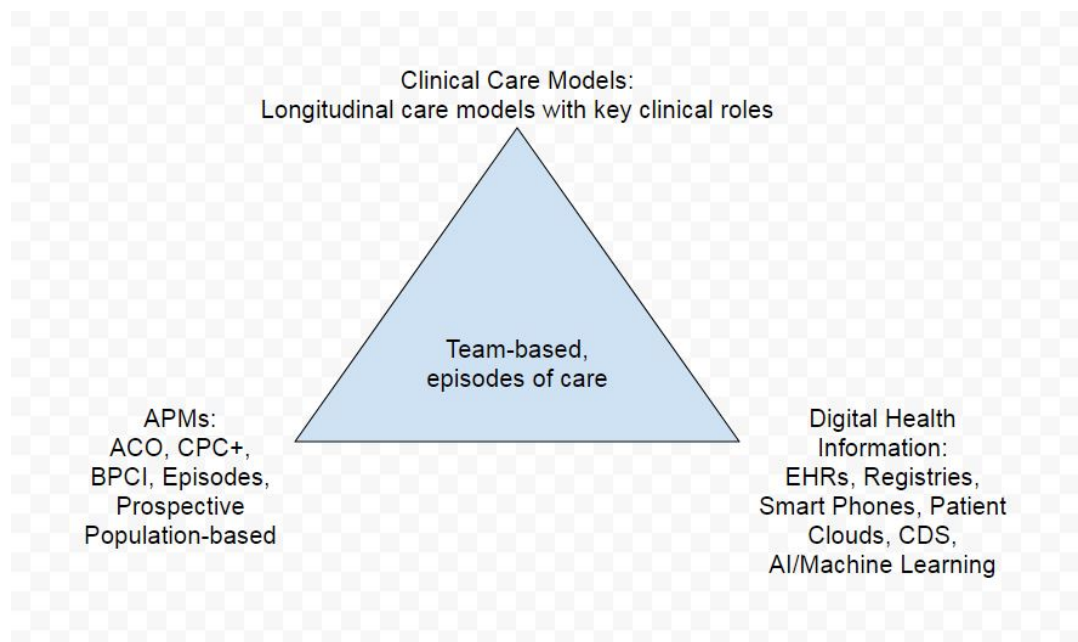 Clinical Care Models:
Longitudinal care models with key clinical roles
Team-based,
episodes of care
APMs:
ACO, CPC+,
BPCI, Episodes,
Prospective
Population-based
Digital Health
Information:
EHRs, Registries,
Smart Phones, Patient
Clouds, CDS,
AI/Machine Learning